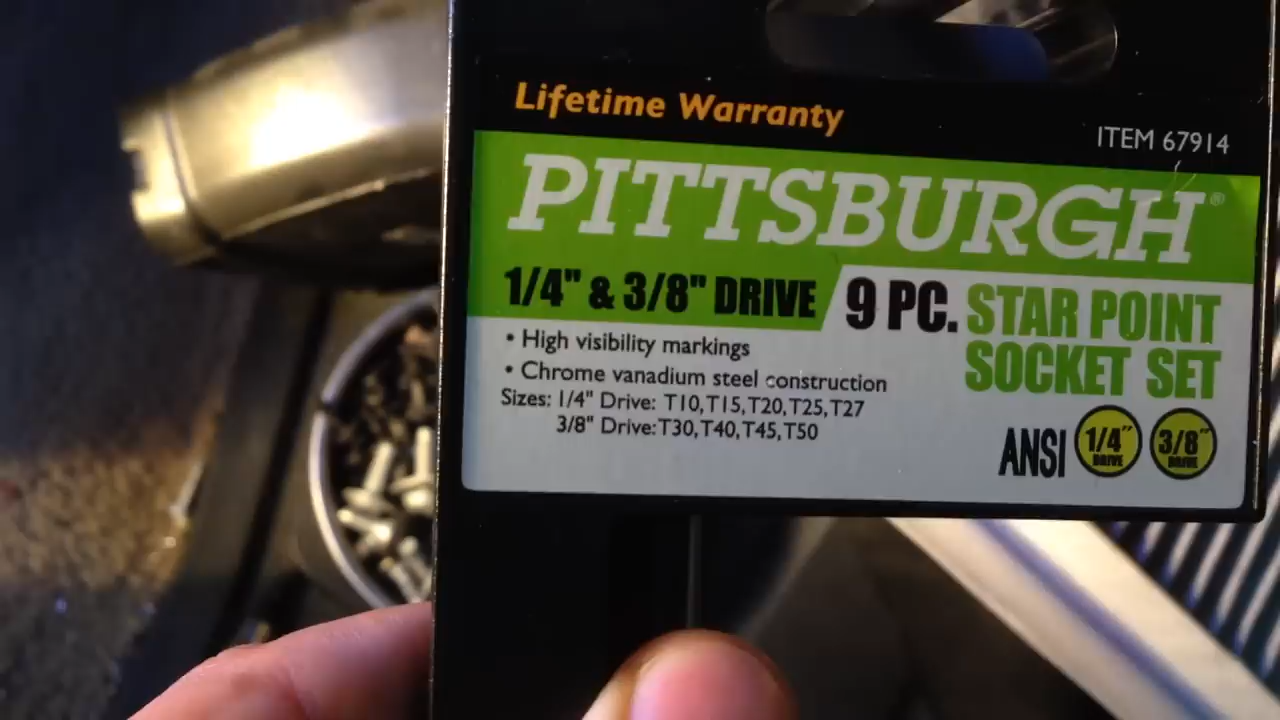 Lifetime Warranty
ITEM 67914
PITTSBURGH®
1/4" & 3/8" DRIVE
9 PC. STAR POINT
SOCKET SET
• High visibility markings
• Chrome vanadium steel construction
Sizes: 1/4" Drive: T10,T15,T20,T25,T27
3/8" Drive:T30,T40,T45,T50
ANSI
1/4"
DRIVE
3/8"
DRIVE